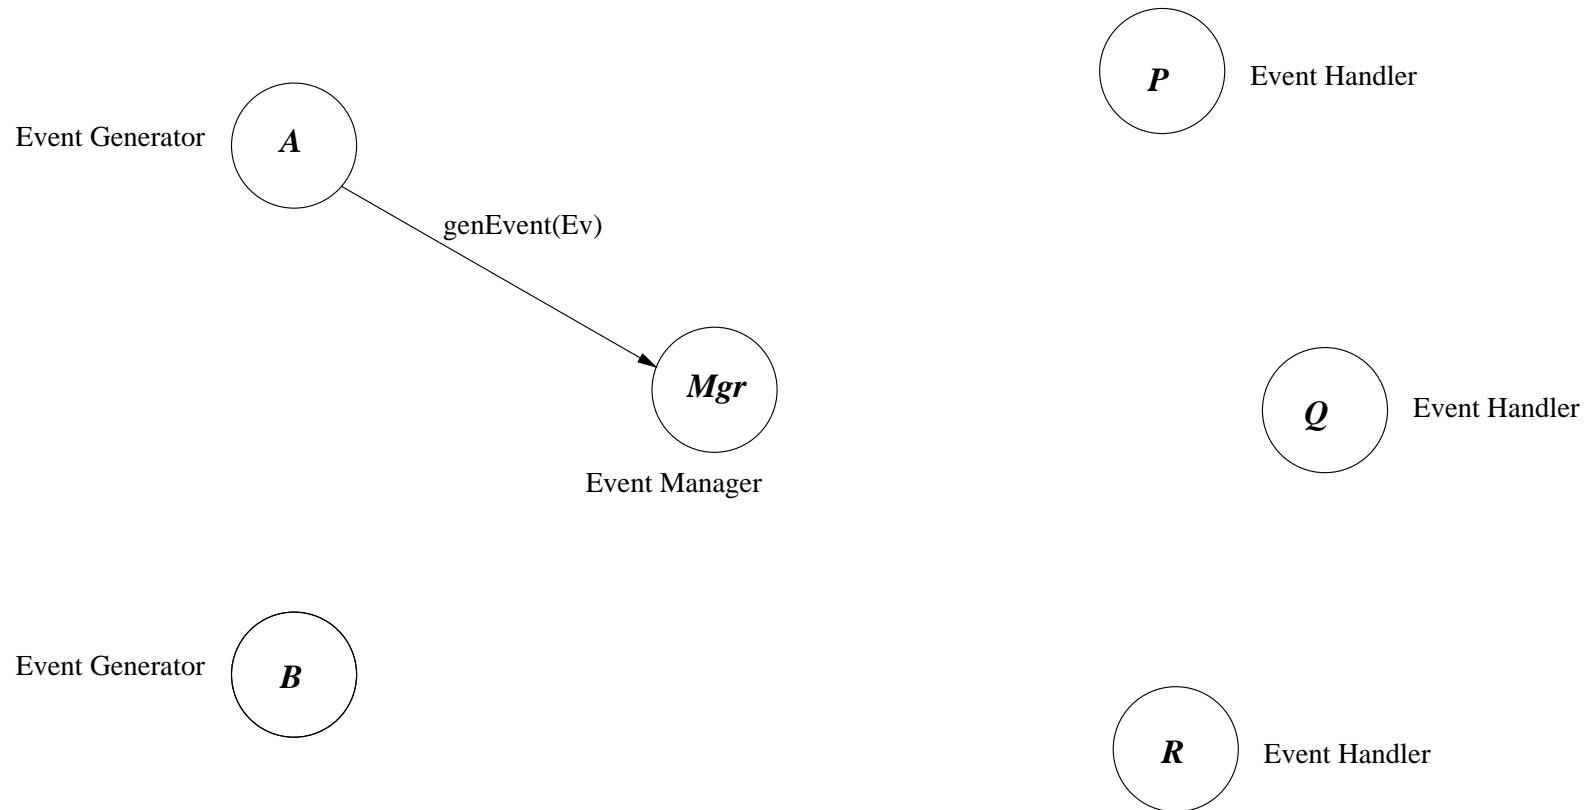 P
Event Handler
Event Generator
A
genEvent(Ev)
Mgr
Q
Event Handler
Event Manager
Event Generator
B
R
Event Handler